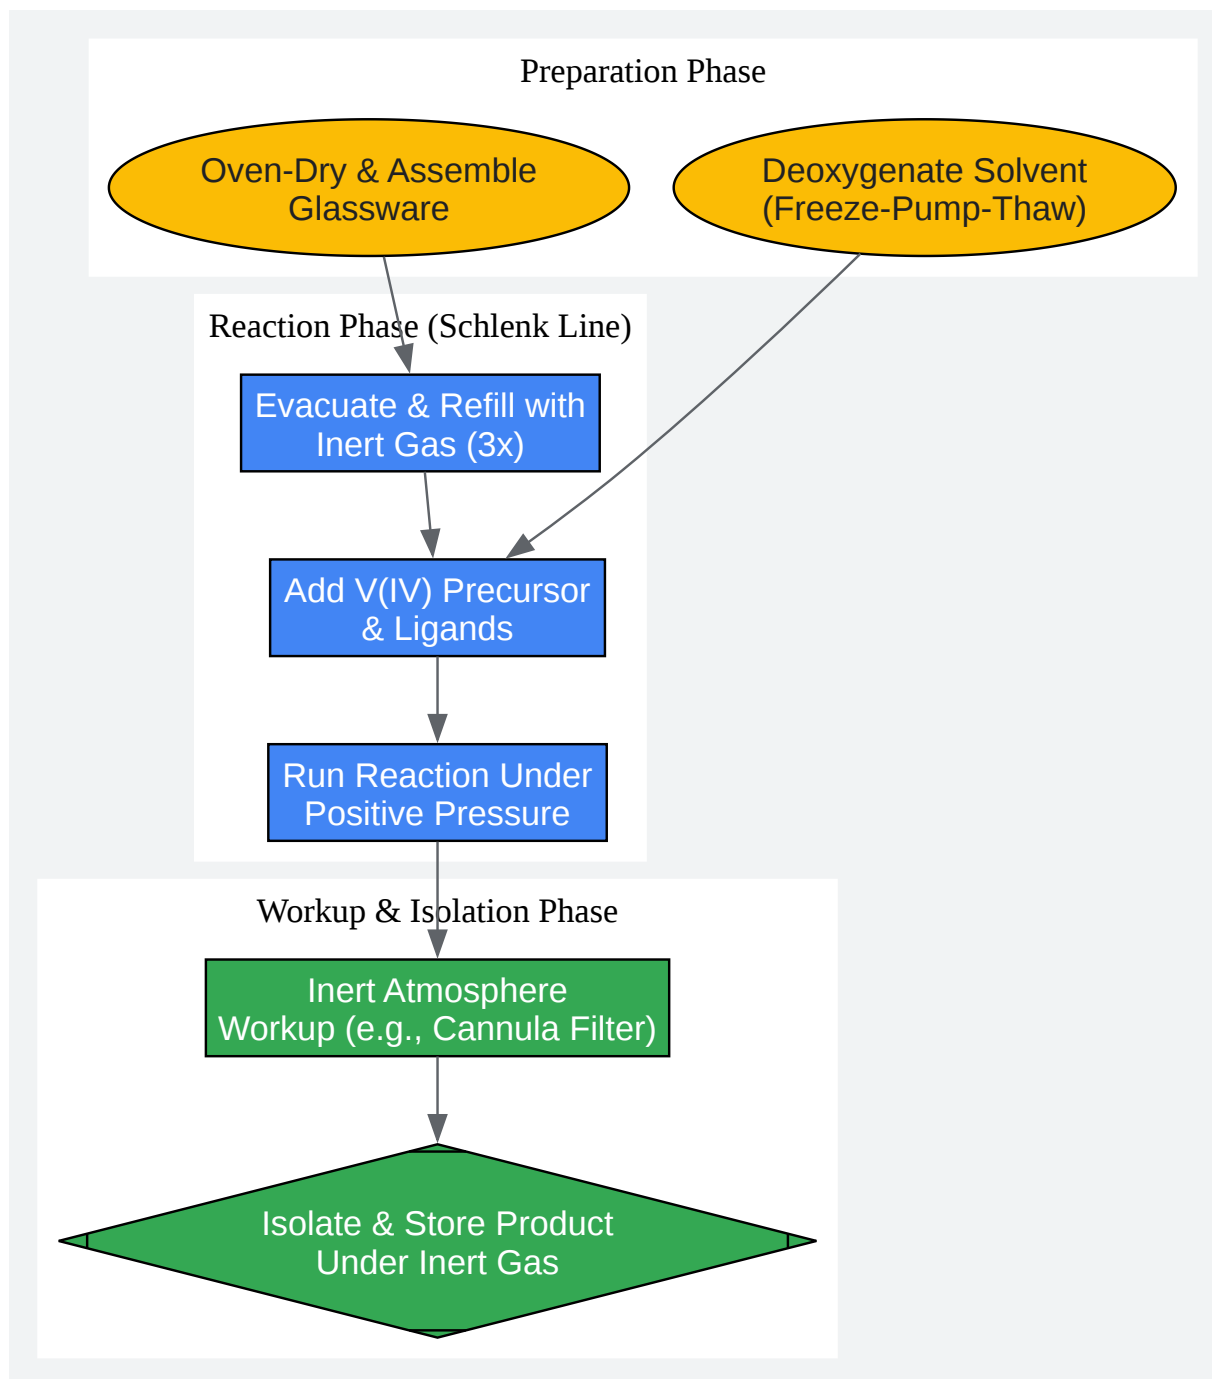 Preparation Phase
Oven-Dry & Assemble
Glassware
Deoxygenate Solvent
(Freeze-Pump-Thaw)
Reaction Phase (Schlenk Line)
Evacuate & Refill with
Inert Gas (3x)
Add V(IV) Precursor
& Ligands
Run Reaction Under
Positive Pressure
Workup & Isolation Phase
Inert Atmosphere
Workup (e.g., Cannula Filter)
Isolate & Store Product
Under Inert Gas